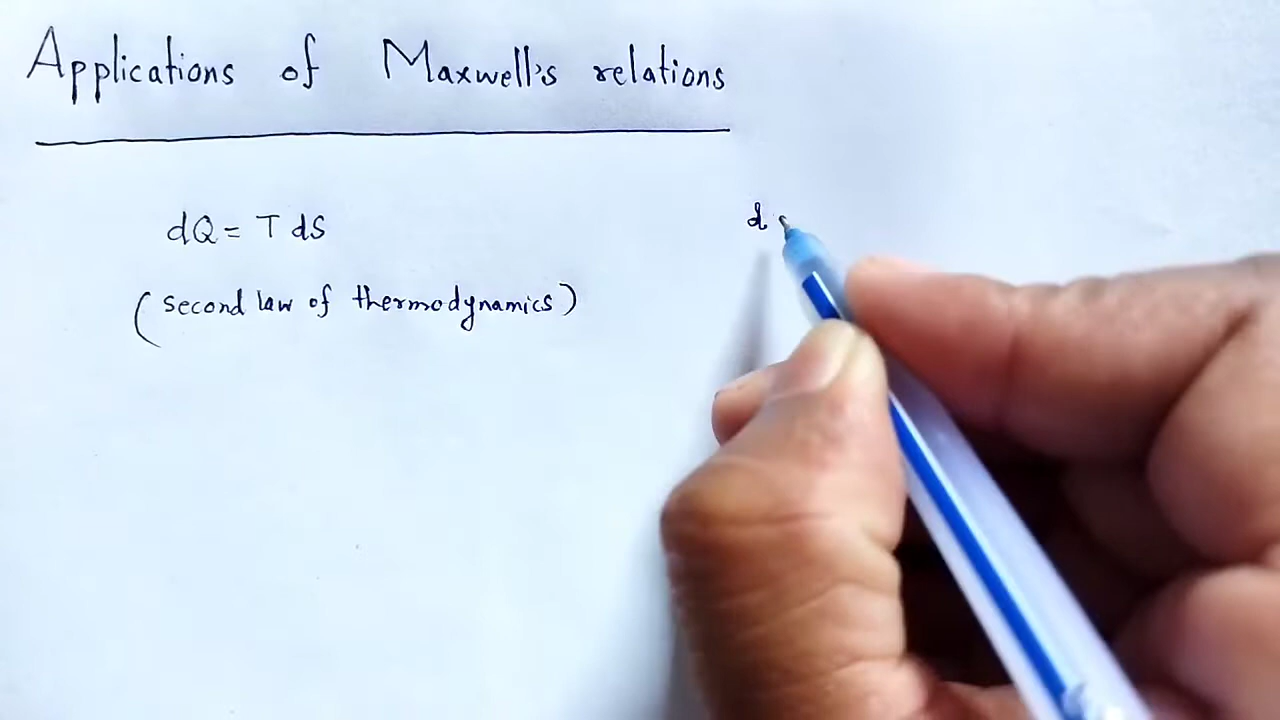 Applications of Maxwell's relations
dQ = T dS
d
(second law of thermodynamics)